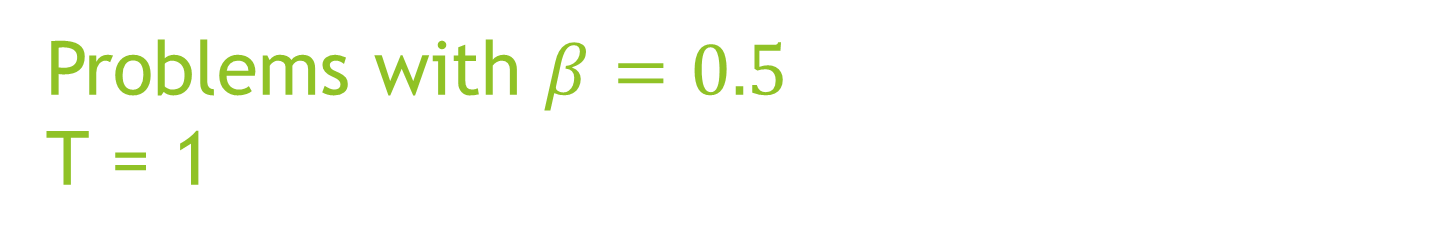 Problems with 𝛽 = 0.5
T = 1